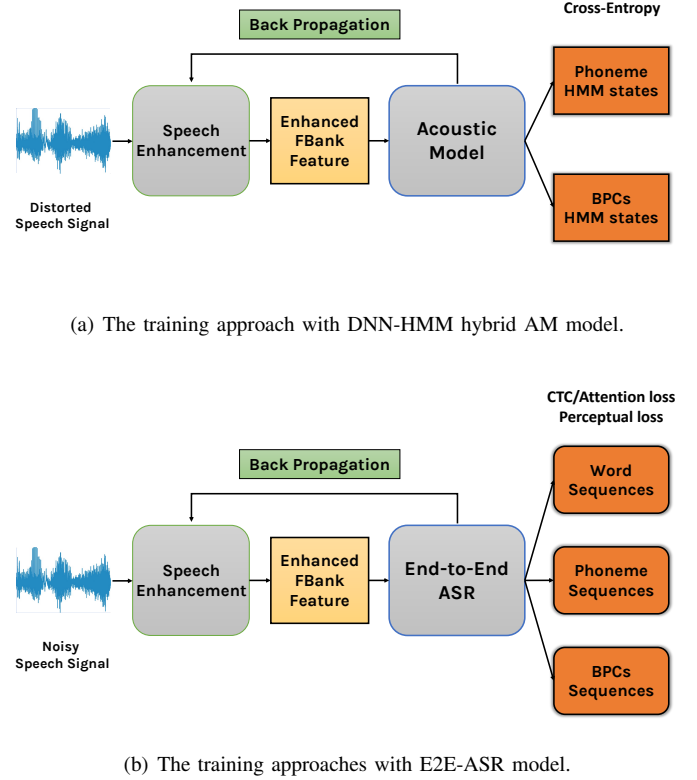 Cross-Entropy
Back Propagation
Phoneme
HMM states
Speech
Enhancement
Enhanced
FBank
Feature
Acoustic
Model
Distorted
Speech Signal
BPCs
HMM states
(a) The training approach with DNN-HMM hybrid AM model.
CTC/Attention loss
Perceptual loss
Back Propagation
Word
Sequences
Speech
Enhancement
Enhanced
FBank
Feature
End-to-End
ASR
Phoneme
Sequences
Noisy
Speech Signal
BPCs
Sequences
(b) The training approaches with E2E-ASR model.